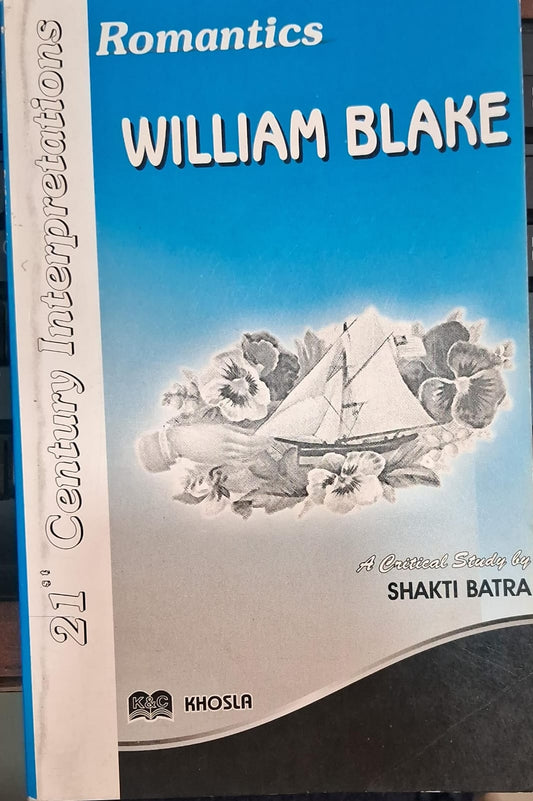 Romantics
WILLIAM BLAKE
21st Century Interpretations
A Critical Study by
SHAKTI BATRA
K&C KHOSLA